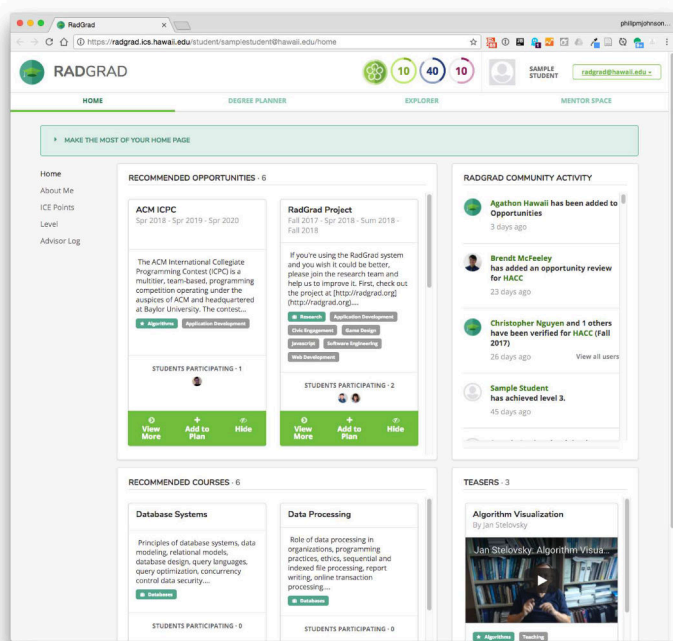 RadGrad
philipmjohnson...
https://radgrad.ics.hawaii.edu/student/samplestudent@hawaii.edu/home
RADGRAD
10
40
10
SAMPLE
STUDENT
radgrad@hawaii.edu
HOME
DEGREE PLANNER
EXPLORER
MENTOR SPACE
MAKE THE MOST OF YOUR HOME PAGE
Home
About Me
ICE Points
Level
Advisor Log
RECOMMENDED OPPORTUNITIES - 6
ACM ICPC
Spr 2018 - Spr 2019 - Spr 2020
The ACM International Collegiate
Programming Contest (ICPC) is a
multitier, team-based, programming
competition operating under the
auspices of ACM and headquartered
at Baylor University. The contest...
Algorithms
Application Development
STUDENTS PARTICIPATING - 1
View
More
Add to
Plan
Hide
RadGrad Project
Fall 2017 - Spr 2018 - Sum 2018 -
Fall 2018
If you're using the RadGrad system
and you wish it could be better,
please join the research team and
help us to improve it. First, check out
the project at [http://radgrad.org]
(http://radgrad.org)....
Research
Application Development
Civic Engagement
Game Design
Javascript
Software Engineering
Web Development
STUDENTS PARTICIPATING - 2
View
More
Add to
Plan
Hide
RADGRAD COMMUNITY ACTIVITY
Agathon Hawaii has been added to
Opportunities
3 days ago
Brendt McFeeley
has added an opportunity review
for HACC
23 days ago
Christopher Nguyen and 1 others
have been verified for HACC (Fall
2017)
26 days ago
View all users
Sample Student
has achieved level 3.
45 days ago
RECOMMENDED COURSES - 6
Database Systems
Principles of database systems, data
modeling, relational models,
database design, query languages,
query optimization, concurrency
control data security....
Databases
STUDENTS PARTICIPATING - 0
Data Processing
Role of data processing in
organizations, programming
practices, ethics, sequential and
indexed file processing, report
writing, online transaction
processing....
Databases
STUDENTS PARTICIPATING - 0
TEASERS - 3
Algorithm Visualization
By Jan Stelovsky
Jan Stelovsky: Algorithm Visua...
Algorithms
Teaching